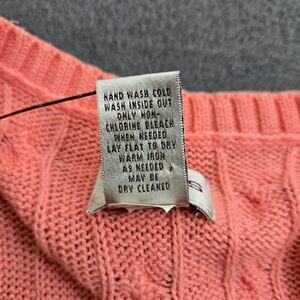 HAND WASH COLD
WASH INSIDE OUT
ONLY NON-
CHLORINE BLEACH
WHEN NEEDED
LAY FLAT TO DRY
WARM IRON
AS NEEDED
MAY BE
DRY CLEANED